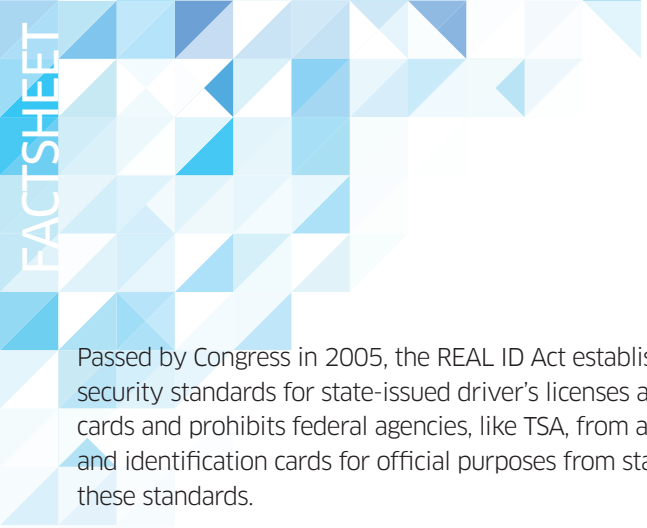 FACTSHEET
Passed by Congress in 2005, the REAL ID Act establis
security standards for state-issued driver's licenses a
cards and prohibits federal agencies, like TSA, from a
and identification cards for official purposes from sta
these standards.